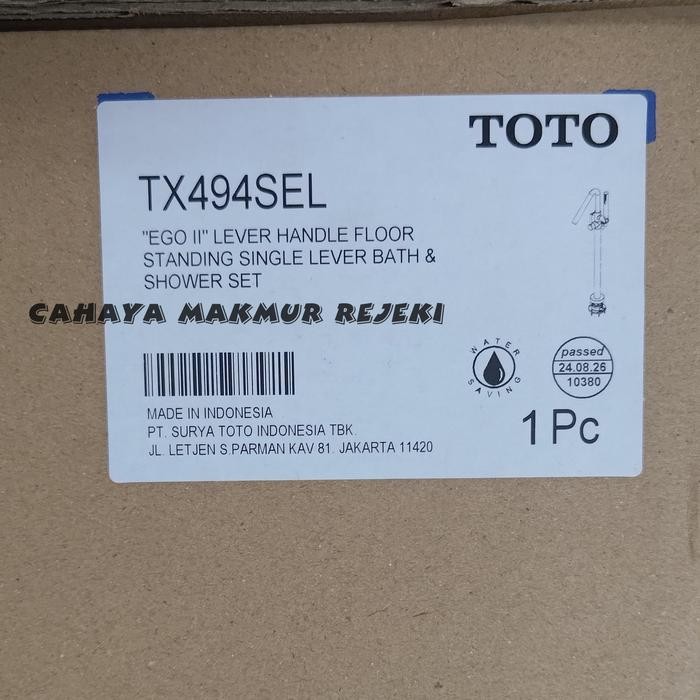 TOTO
TX494SEL
"EGO II" LEVER HANDLE FLOOR
STANDING SINGLE LEVER BATH &
SHOWER SET
CAHAYA MAKMUR REJEKI
WATER
SAVING
passed
24.08.26
10380
MADE IN INDONESIA
PT. SURYA TOTO INDONESIA TBK.
JL. LETJEN S.PARMAN KAV 81. JAKARTA 11420
1 Pc